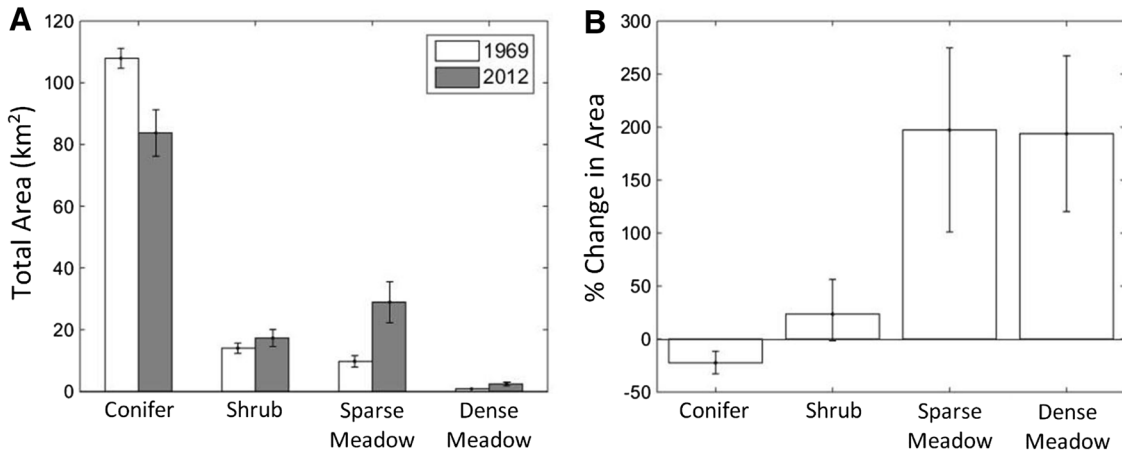 A
120
100
80
60
40
20
0
Total Area (km²)
1969
2012
Conifer
Shrub
Sparse
Meadow
Dense
Meadow
B
300
250
200
150
100
50
0
-50
% Change in Area
Conifer
Shrub
Sparse
Meadow
Dense
Meadow